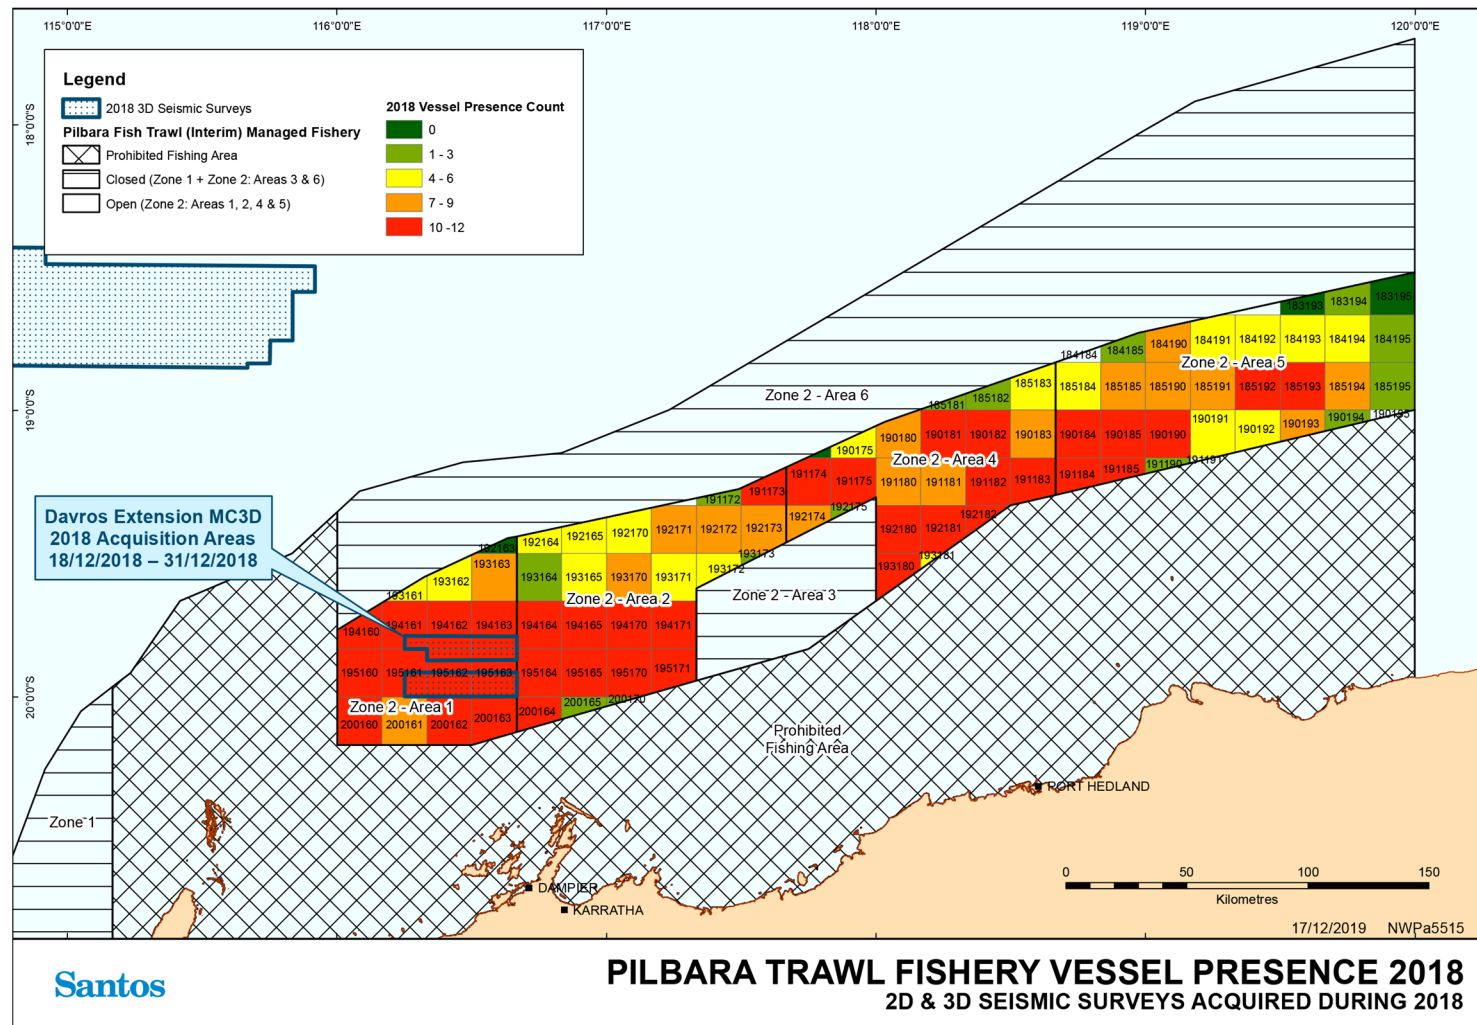 115°0'0"E
116°0'0"E
117°0'0"E
118°0'0"E
119°0'0"E
120°0'0"E
18°0'0"S
19°0'0"S
20°0'0"S
Legend
2018 3D Seismic Surveys
Pilbara Fish Trawl (Interim) Managed Fishery
Prohibited Fishing Area
Closed (Zone 1 + Zone 2: Areas 3 & 6)
Open (Zone 2: Areas 1, 2, 4 & 5)
2018 Vessel Presence Count
0
1 - 3
4 - 6
7 - 9
10 -12
183193 183194 183195
184184 184185 184190 184191 184192 184193 184194 184195
Zone 2 - Area 5
185181 185182 185183 185184 185185 185190 185191 185192 185193 185194 185195
Zone 2 - Area 6
190175 190180 190181 190182 190183 190184 190185 190190 190191 190192 190193 190194 190195
Zone 2 - Area 4
191172 191173 191174 191175 191180 191181 191182 191183 191184 191185 191190 191191
192163 192164 192165 192170 192171 192172 192173 192174 192175 192180 192181 192182
193161 193162 193163 193164 193165 193170 193171 193172 193173 193180 193181
Zone 2 - Area 2
Zone 2 - Area 3
194160 194161 194162 194163 194164 194165 194170 194171
195160 195161 195162 195163 195164 195165 195170 195171
Zone 2 - Area 1
200160 200161 200162 200163 200164 200165 200170
Davros Extension MC3D
2018 Acquisition Areas
18/12/2018 – 31/12/2018
Prohibited
Fishing Area
Zone 1
PORT HEDLAND
DAMPIER
KARRATHA
0 50 100 150
Kilometres
17/12/2019 NWPa5515
Santos
PILBARA TRAWL FISHERY VESSEL PRESENCE 2018
2D & 3D SEISMIC SURVEYS ACQUIRED DURING 2018